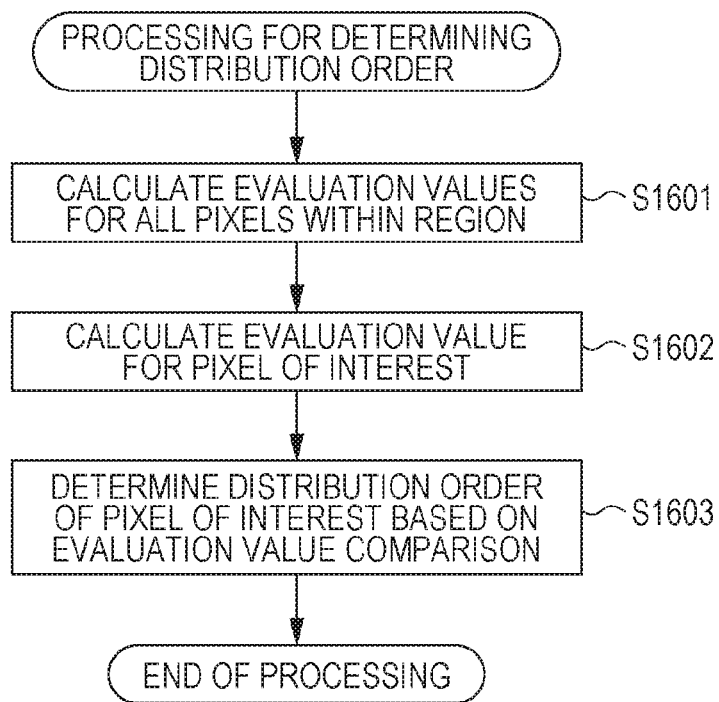 PROCESSING FOR DETERMINING
DISTRIBUTION ORDER
CALCULATE EVALUATION VALUES
FOR ALL PIXELS WITHIN REGION
S1601
CALCULATE EVALUATION VALUE
FOR PIXEL OF INTEREST
S1602
DETERMINE DISTRIBUTION ORDER
OF PIXEL OF INTEREST BASED ON
EVALUATION VALUE COMPARISON
S1603
END OF PROCESSING